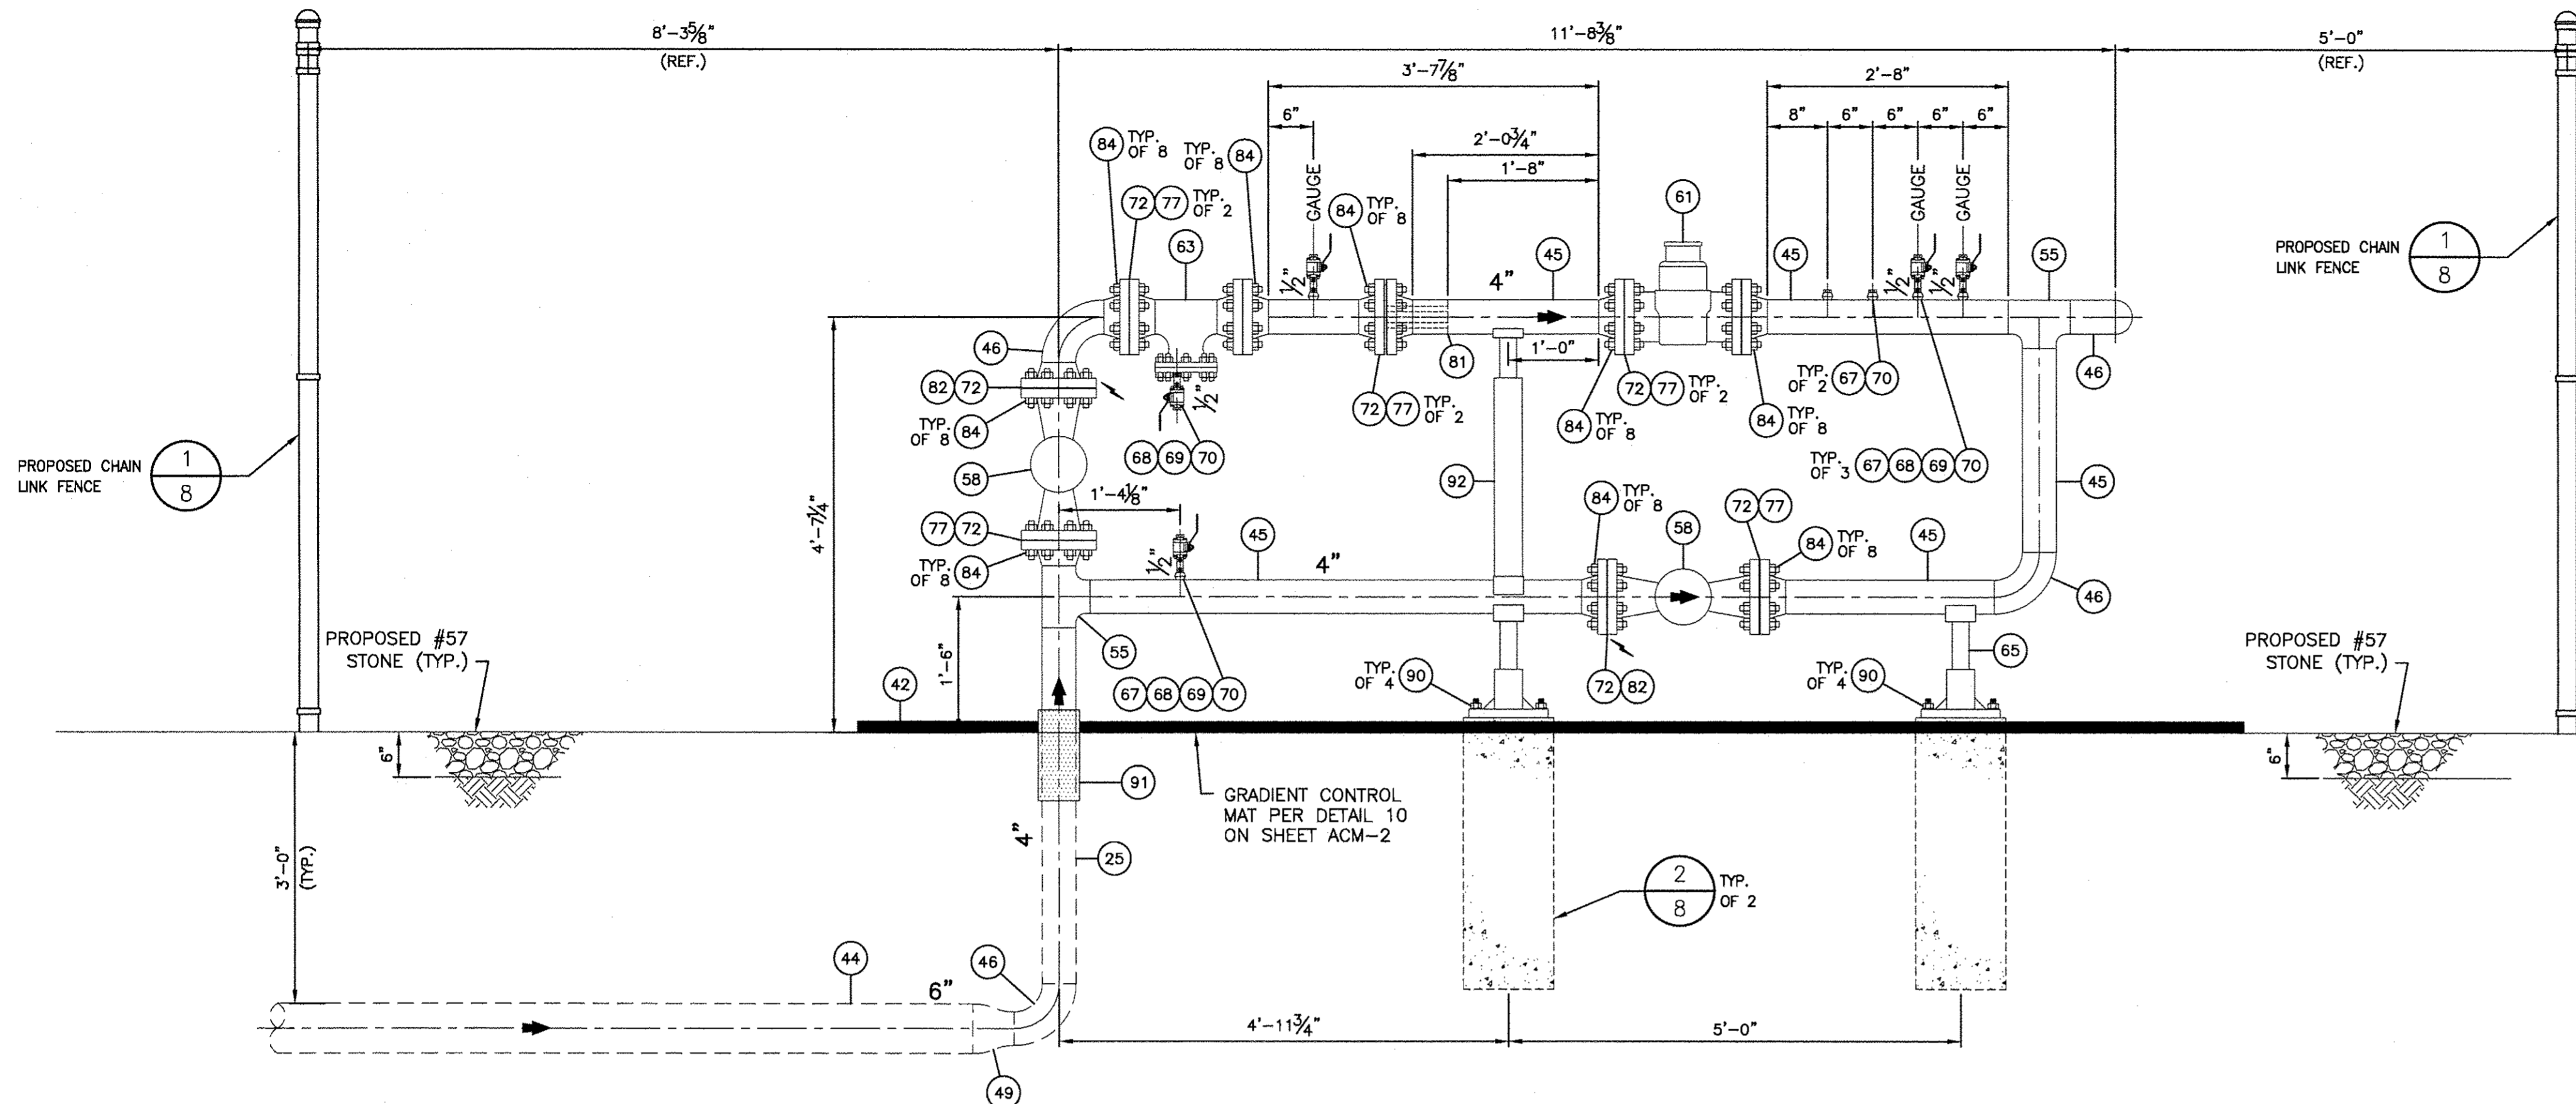 8'-3⅝"
(REF.)
11'-8⅜"
5'-0"
(REF.)
3'-7⅞"
2'-8"
6"
8"
6"
6"
6"
6"
2'-0¾"
1'-8"
84 TYP. OF 8
TYP. OF 8 84
GAUGE
GAUGE
GAUGE
72 77 TYP. OF 2
84 TYP. OF 8
61
63
45
45
55
4"
½"
½"
½"
PROPOSED CHAIN
LINK FENCE
1
8
46
82 72
TYP. OF 8 84
58
½"
68 69 70
81
1'-0"
72 77 TYP. OF 2
72 77 TYP. OF 2
84 TYP. OF 8
84 TYP. OF 8
TYP. OF 2 67 70
46
TYP. OF 3 67 68 69 70
PROPOSED CHAIN
LINK FENCE
1
8
4'-7¼"
1'-4⅛"
92
45
84 TYP. OF 8
58
72 77
84 TYP. OF 8
45
77 72
TYP. OF 8 84
½"
45
4"
46
1'-6"
55
PROPOSED #57
STONE (TYP.)
42
67 68 69 70
TYP. OF 4 90
72 82
TYP. OF 4 90
65
PROPOSED #57
STONE (TYP.)
6"
6"
91
GRADIENT CONTROL
MAT PER DETAIL 10
ON SHEET ACM-2
3'-0"
(TYP.)
4"
25
2
8
TYP. OF 2
44
6"
46
49
4'-11¾"
5'-0"